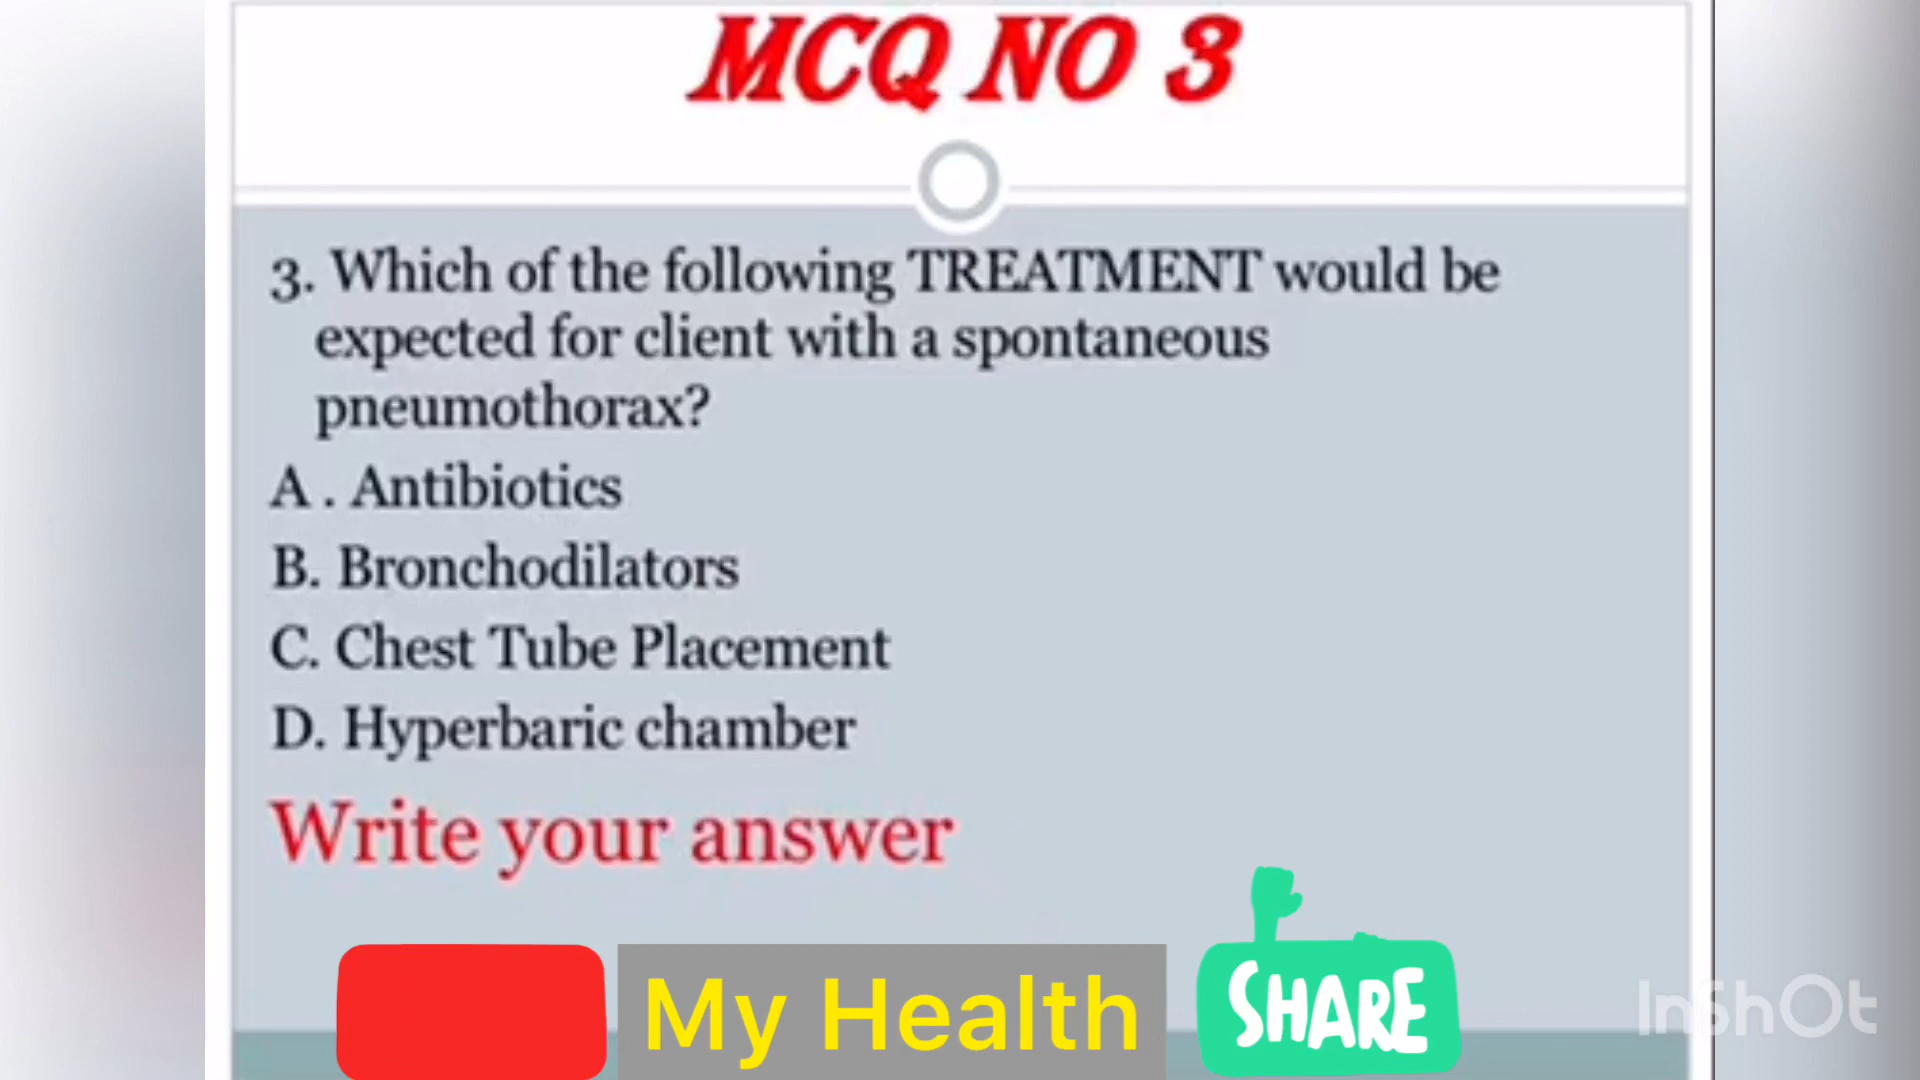 MCQ NO 3
3. Which of the following TREATMENT would be
expected for client with a spontaneous
pneumothorax?
A . Antibiotics
B. Bronchodilators
C. Chest Tube Placement
D. Hyperbaric chamber
Write your answer
My Health
SHARE
InShOt